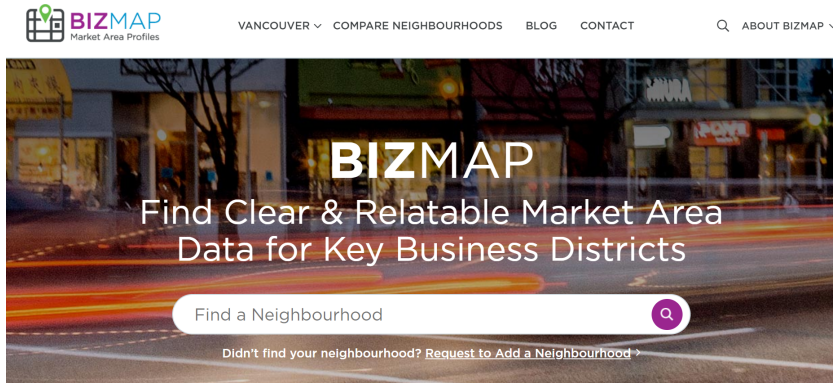 BIZMAP
Market Area Profiles
VANCOUVER
COMPARE NEIGHBOURHOODS
BLOG
CONTACT
ABOUT BIZMAP
BIZMAP
Find Clear & Relatable Market Area
Data for Key Business Districts
Find a Neighbourhood
Didn't find your neighbourhood? Request to Add a Neighbourhood >